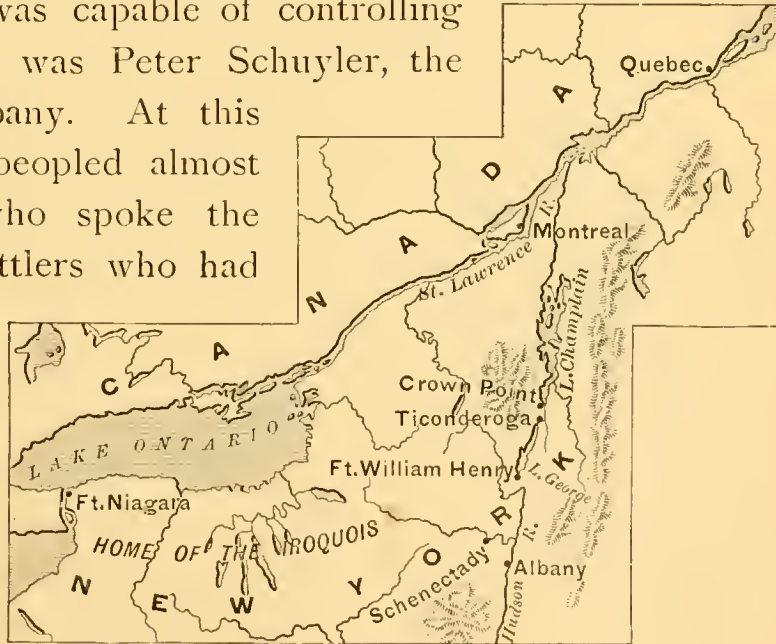 was capable of controlling
was Peter Schuyler, the
pany. At this
peopled almost
who spoke the
ttlers who had
Quebec
CANADA
R.
Montreal
St. Lawrence
L. Champlain
Crown Point
Ticonderoga
LAKE ONTARIO
Ft. William Henry
L. George
Ft. Niagara
HOME OF THE IROQUOIS
NEW YORK
R.
Schenectady
Albany
Hudson